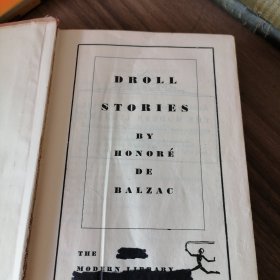 DROLL
STORIES
BY
HONORÉ
DE
BALZAC
THE
MODERN LIBRARY